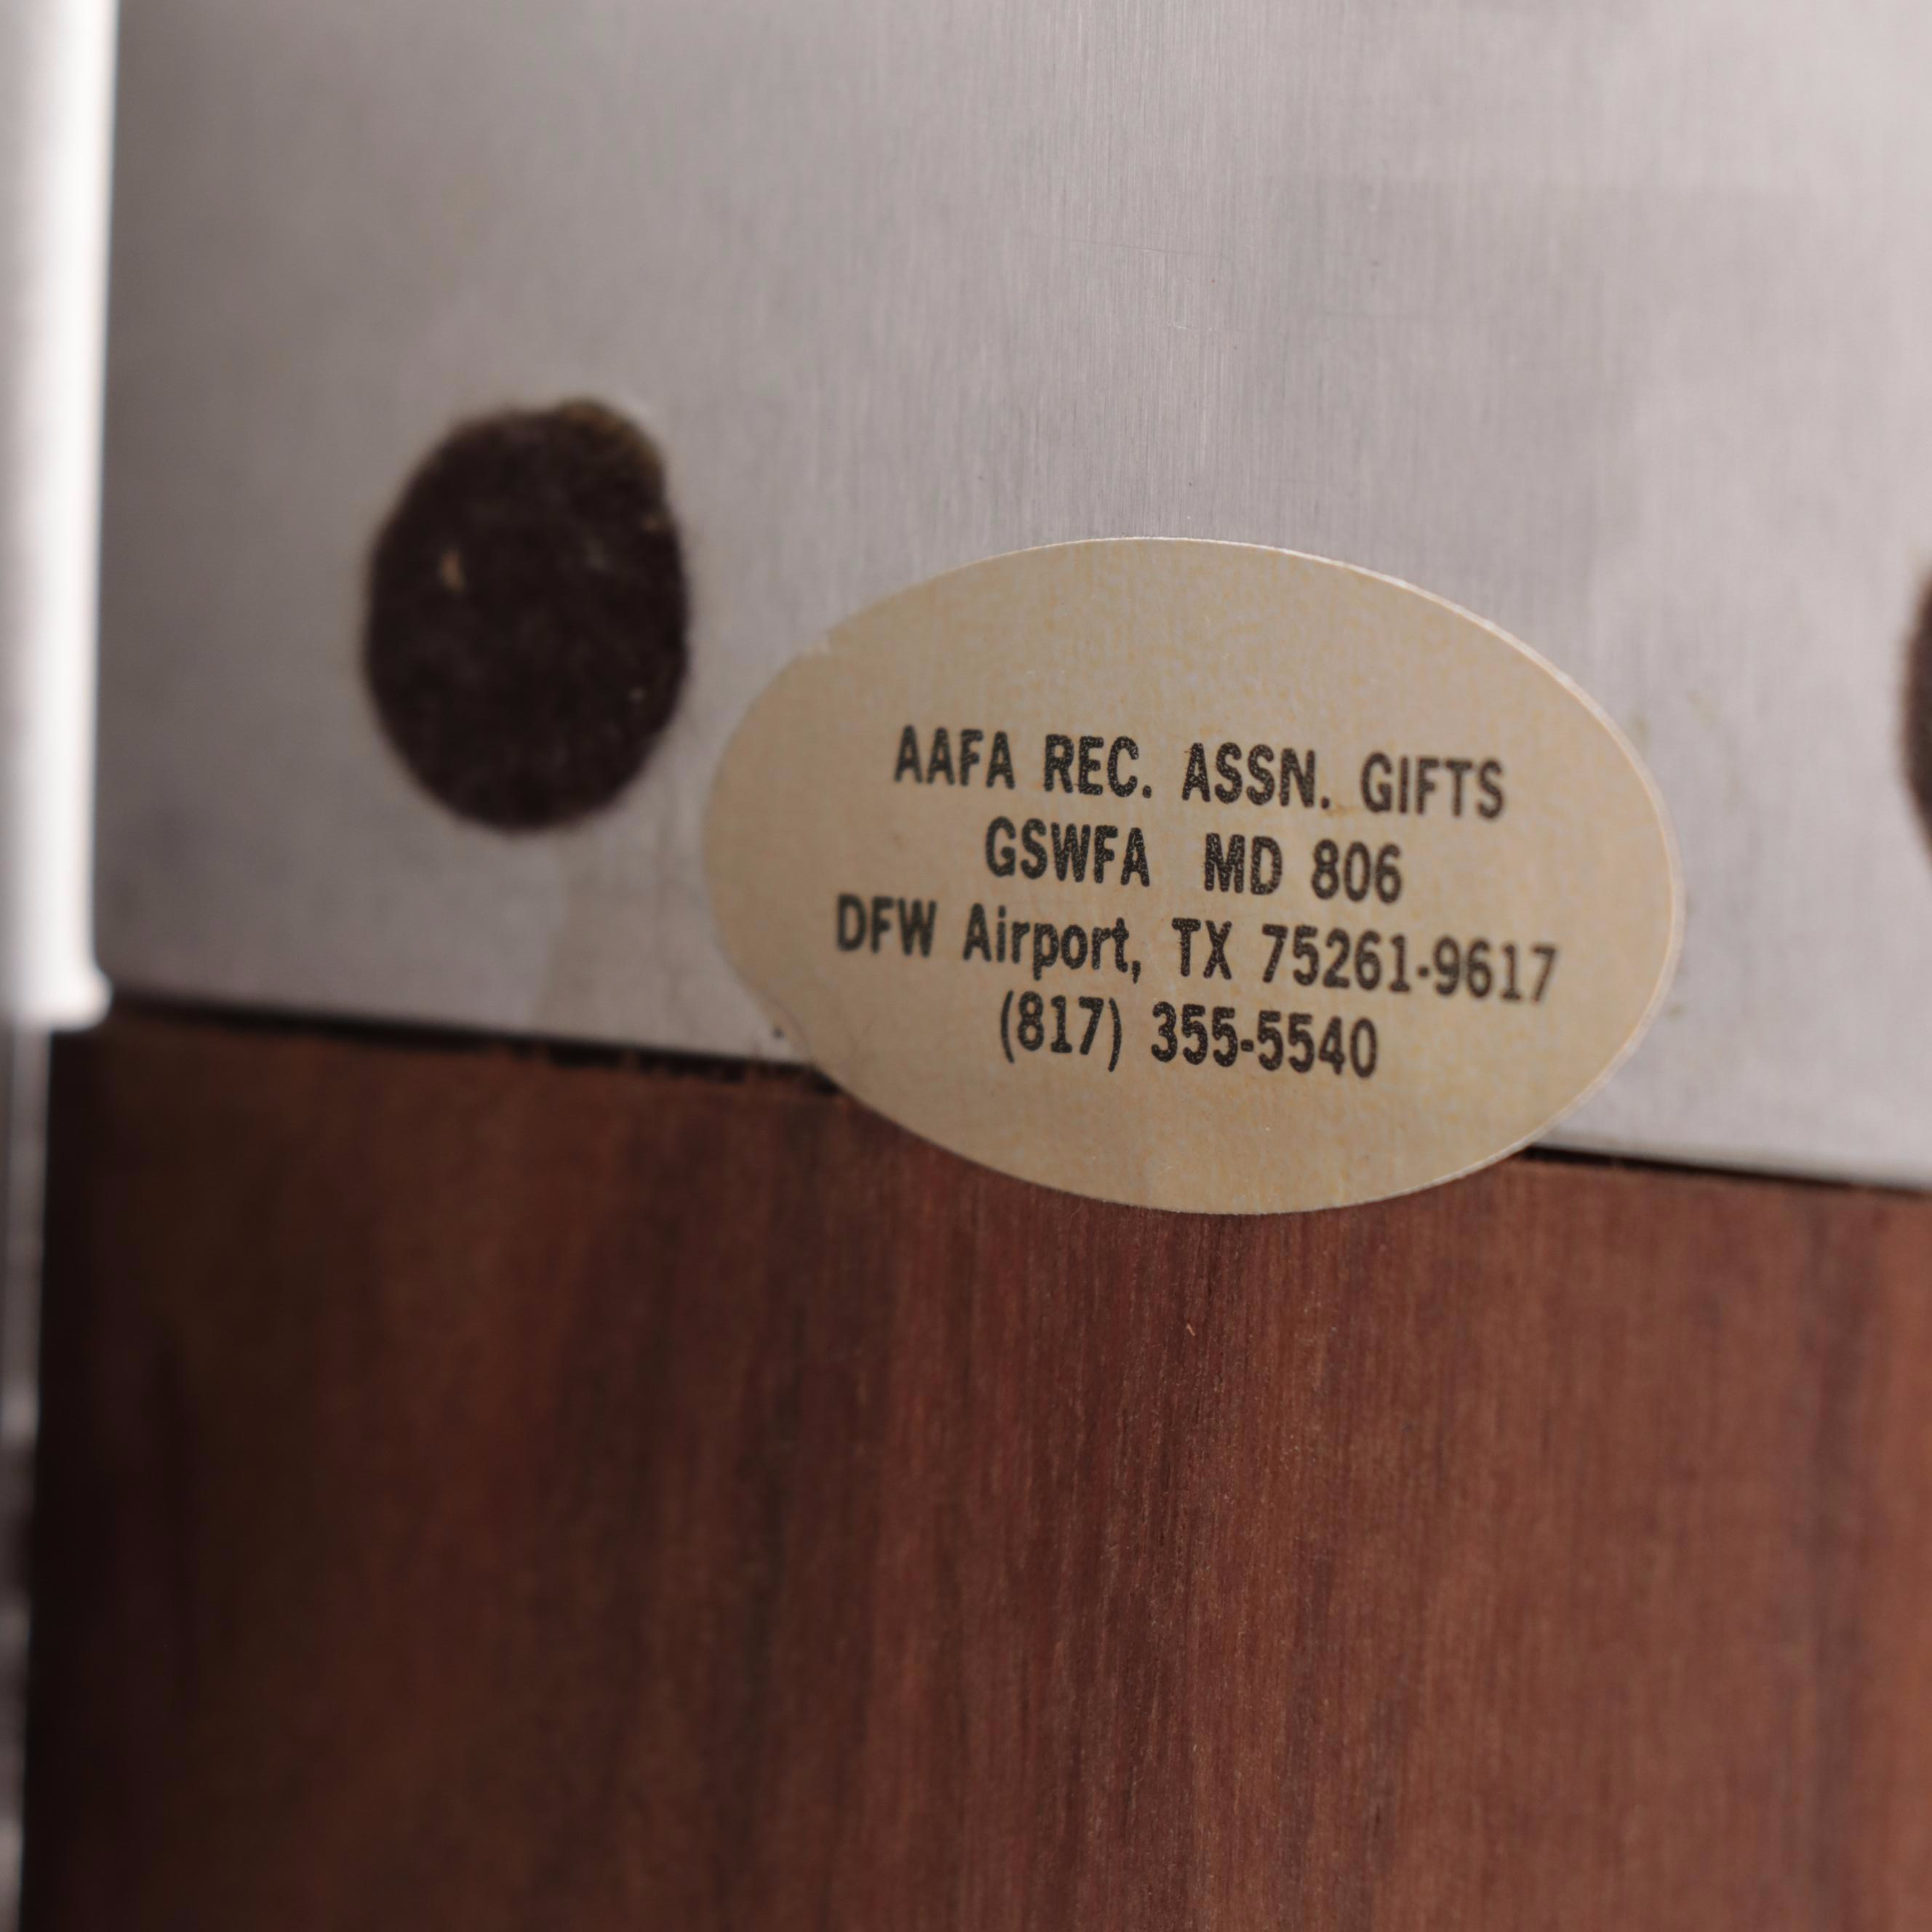 AAFA REC. ASSN. GIFTS
GSWFA MD 806
DFW Airport, TX 75261-9617
(817) 355-5540